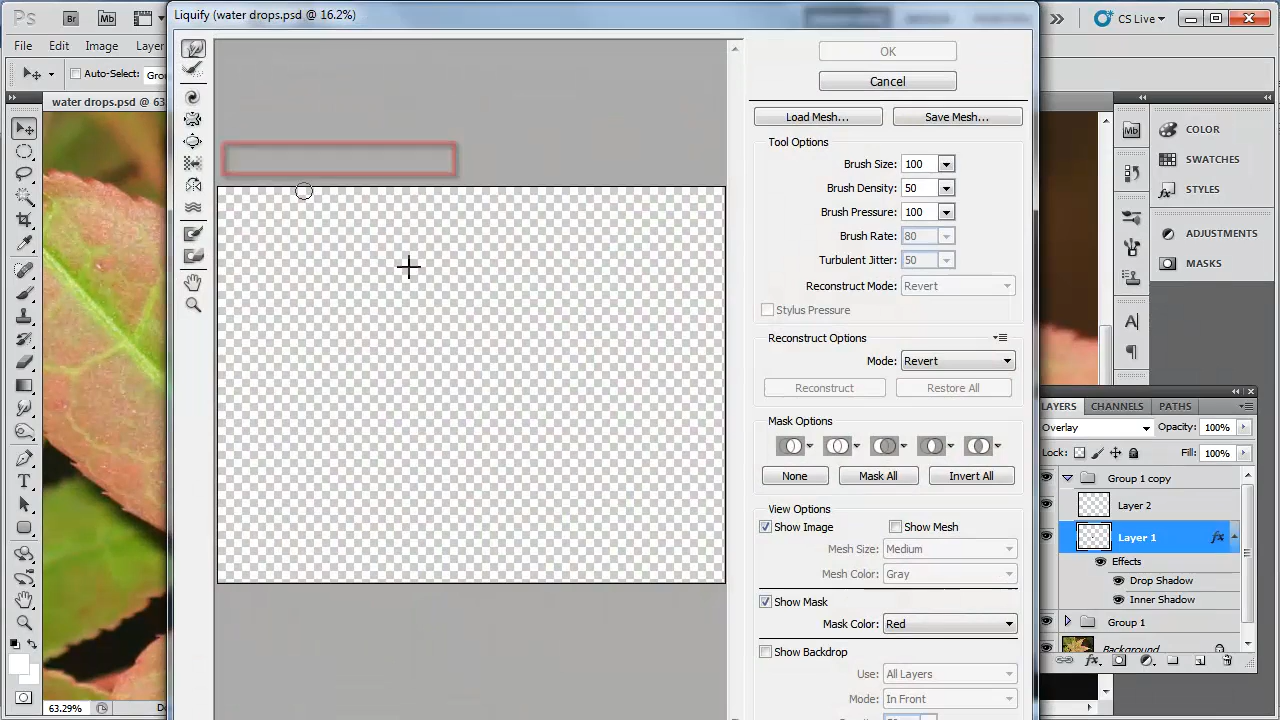 Ps
Br
Mb
Liquify (water drops.psd @ 16.2%)
CS Live
File
Edit
Image
Layer
Auto-Select:
Gro
water drops.psd @ 63
OK
Cancel
Load Mesh...
Save Mesh...
Tool Options
Brush Size:
100
Brush Density:
50
Brush Pressure:
100
Brush Rate:
80
Turbulent Jitter:
50
Reconstruct Mode:
Revert
Stylus Pressure
Reconstruct Options
Mode:
Revert
Reconstruct
Restore All
Mask Options
None
Mask All
Invert All
View Options
Show Image
Show Mesh
Mesh Size:
Medium
Mesh Color:
Gray
Show Mask
Mask Color:
Red
Show Backdrop
Use:
All Layers
Mode:
In Front
Mb
COLOR
SWATCHES
STYLES
ADJUSTMENTS
MASKS
LAYERS
CHANNELS
PATHS
Overlay
Opacity:
100%
Lock:
Fill:
100%
Group 1 copy
Layer 2
Layer 1
fx
Effects
Drop Shadow
Inner Shadow
Group 1
Background
63.29%